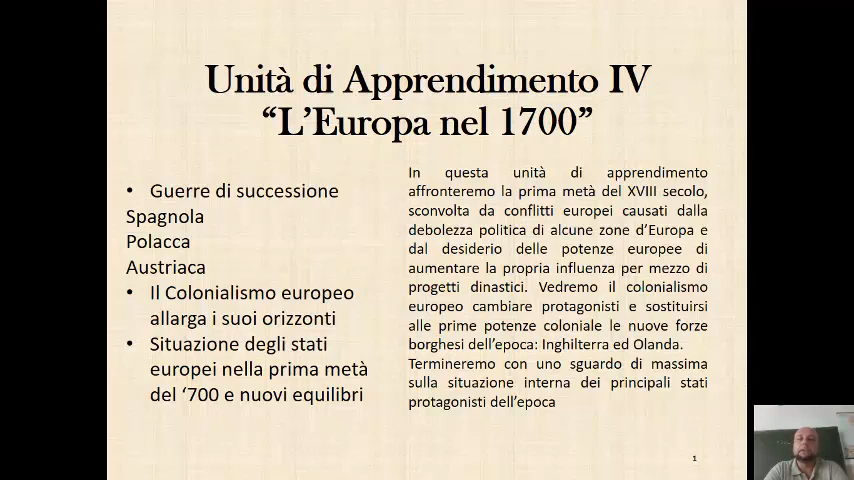 Unità di Apprendimento IV
“L’Europa nel 1700”
• Guerre di successione
Spagnola
Polacca
Austriaca
• Il Colonialismo europeo
allarga i suoi orizzonti
• Situazione degli stati
europei nella prima metà
del ‘700 e nuovi equilibri
In questa unità di apprendimento
affronteremo la prima metà del XVIII secolo,
sconvolta da conflitti europei causati dalla
debolezza politica di alcune zone d’Europa e
dal desiderio delle potenze europee di
aumentare la propria influenza per mezzo di
progetti dinastici. Vedremo il colonialismo
europeo cambiare protagonisti e sostituirsi
alle prime potenze coloniale le nuove forze
borghesi dell’epoca: Inghilterra ed Olanda.
Termineremo con uno sguardo di massima
sulla situazione interna dei principali stati
protagonisti dell’epoca
1